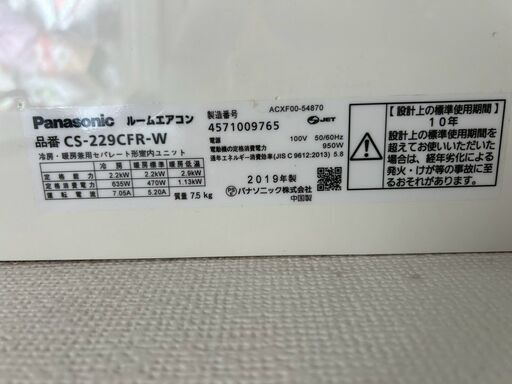 Panasonic ルームエアコン
品番 CS-229CFR-W
冷房・暖房兼用セパレート形室内ユニット
冷房 暖房標準 暖房低温
定格能力 2.2kW 2.2kW 2.9kW
定格消費電力 635W 470W 1.13kW
運転電流 7.05A 5.20A 質量 7.5kg
ACXF00-54870
製造番号
4571009765 JET
電源 100V 50/60Hz
電動機の定格消費電力 950W
通年エネルギー消費効率(JIS C 9612:2013) 5.8
2019年製
パナソニック株式会社
中国製
【設計上の標準使用期間】
10年
設計上の標準使用期間を
超えてお使いいただいた
場合は、経年劣化による
発火・けが等の事故に至
るおそれがあります。